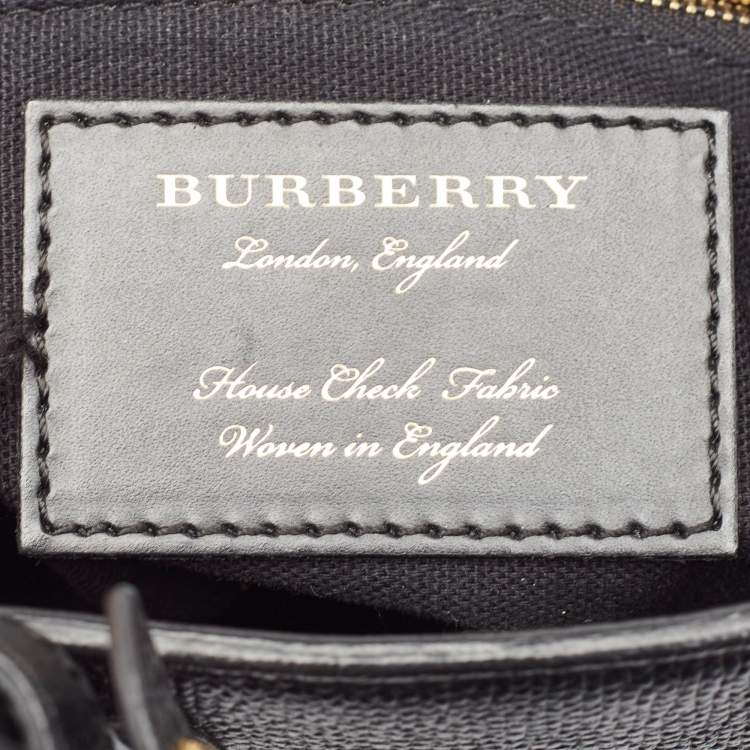 BURBERRY
London, England
House Check Fabric
Woven in England